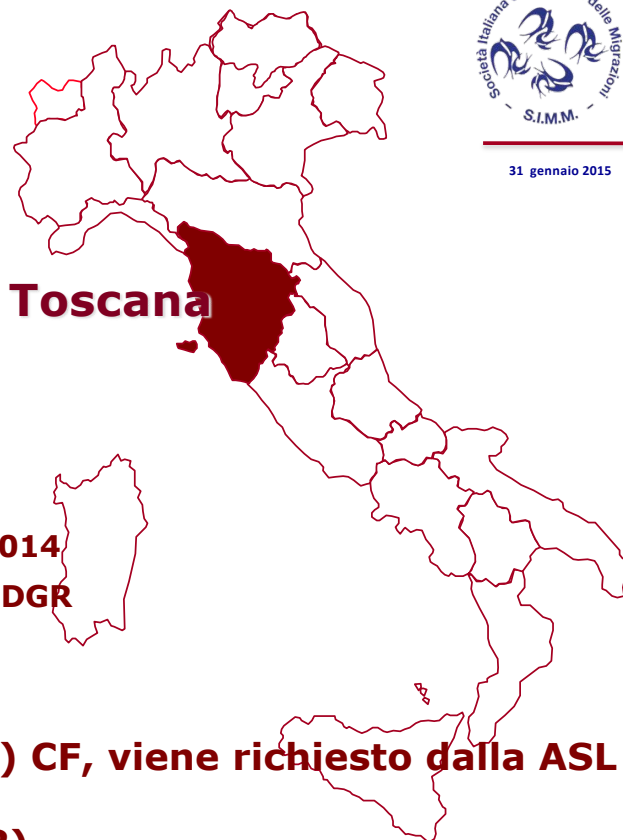 Società Italiana
delle Migrazioni
S.I.M.M.
31 gennaio 2015
Toscana
014
DGR
) CF, viene richiesto dalla ASL